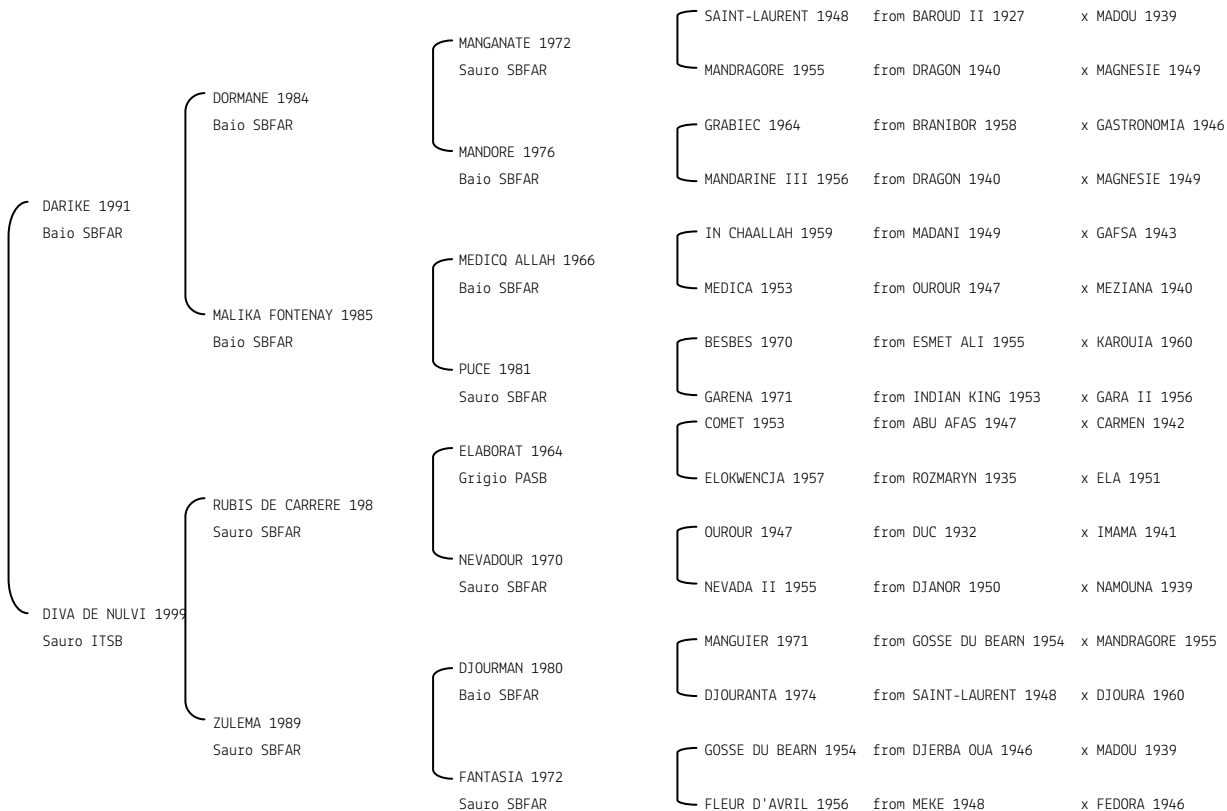 SAINT-LAURENT 1948 from BAROUD II 1927 x MADOU 1939
MANGANATE 1972
Sauro SBFAR MANDRAGORE 1955 from DRAGON 1940 x MAGNESIE 1949
DORMANE 1984
Baio SBFAR GRABIEC 1964 from BRANIBOR 1958 x GASTRONOMIA 1946
MANDORE 1976
Baio SBFAR MANDARINE III 1956 from DRAGON 1940 x MAGNESIE 1949
DARIKE 1991
Baio SBFAR IN CHAALLAH 1959 from MADANI 1949 x GAFSA 1943
MEDICQ ALLAH 1966
Baio SBFAR MEDICA 1953 from OUROUR 1947 x MEZIANA 1940
MALIKA FONTENAY 1985
Baio SBFAR BESBES 1970 from ESMET ALI 1955 x KAROUIA 1960
PUCE 1981
Sauro SBFAR GARENA 1971 from INDIAN KING 1953 x GARA II 1956
COMET 1953 from ABU AFAS 1947 x CARMEN 1942
ELABORAT 1964
Grigio PASB ELOKWENCJA 1957 from ROZMARYN 1935 x ELA 1951
RUBIS DE CARRERE 198
Sauro SBFAR OUROUR 1947 from DUC 1932 x IMAMA 1941
NEVADOUR 1970
Sauro SBFAR NEVADA II 1955 from DJANOR 1950 x NAMOUNA 1939
DIVA DE NULVI 1999
Sauro ITSB MANGUIER 1971 from GOSSE DU BEARN 1954 x MANDRAGORE 1955
DJOURMAN 1980
Baio SBFAR DJOURANTA 1974 from SAINT-LAURENT 1948 x DJOURA 1960
ZULEMA 1989
Sauro SBFAR GOSSE DU BEARN 1954 from DJERBA OUA 1946 x MADOU 1939
FANTASIA 1972
Sauro SBFAR FLEUR D'AVRIL 1956 from MEKE 1948 x FEDORA 1946